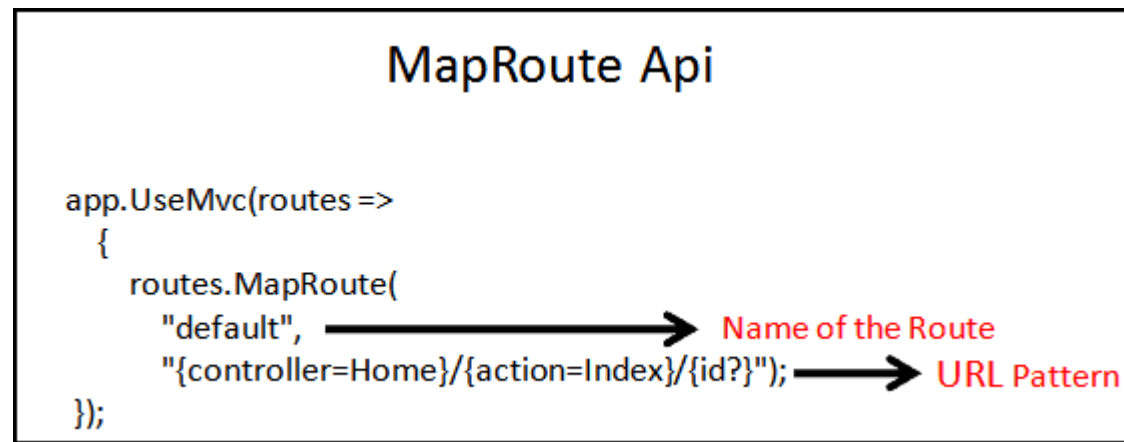 MapRoute Api
app.UseMvc(routes =>
{
routes.MapRoute(
"default", Name of the Route
"{controller=Home}/{action=Index}/{id?}"); URL Pattern
});